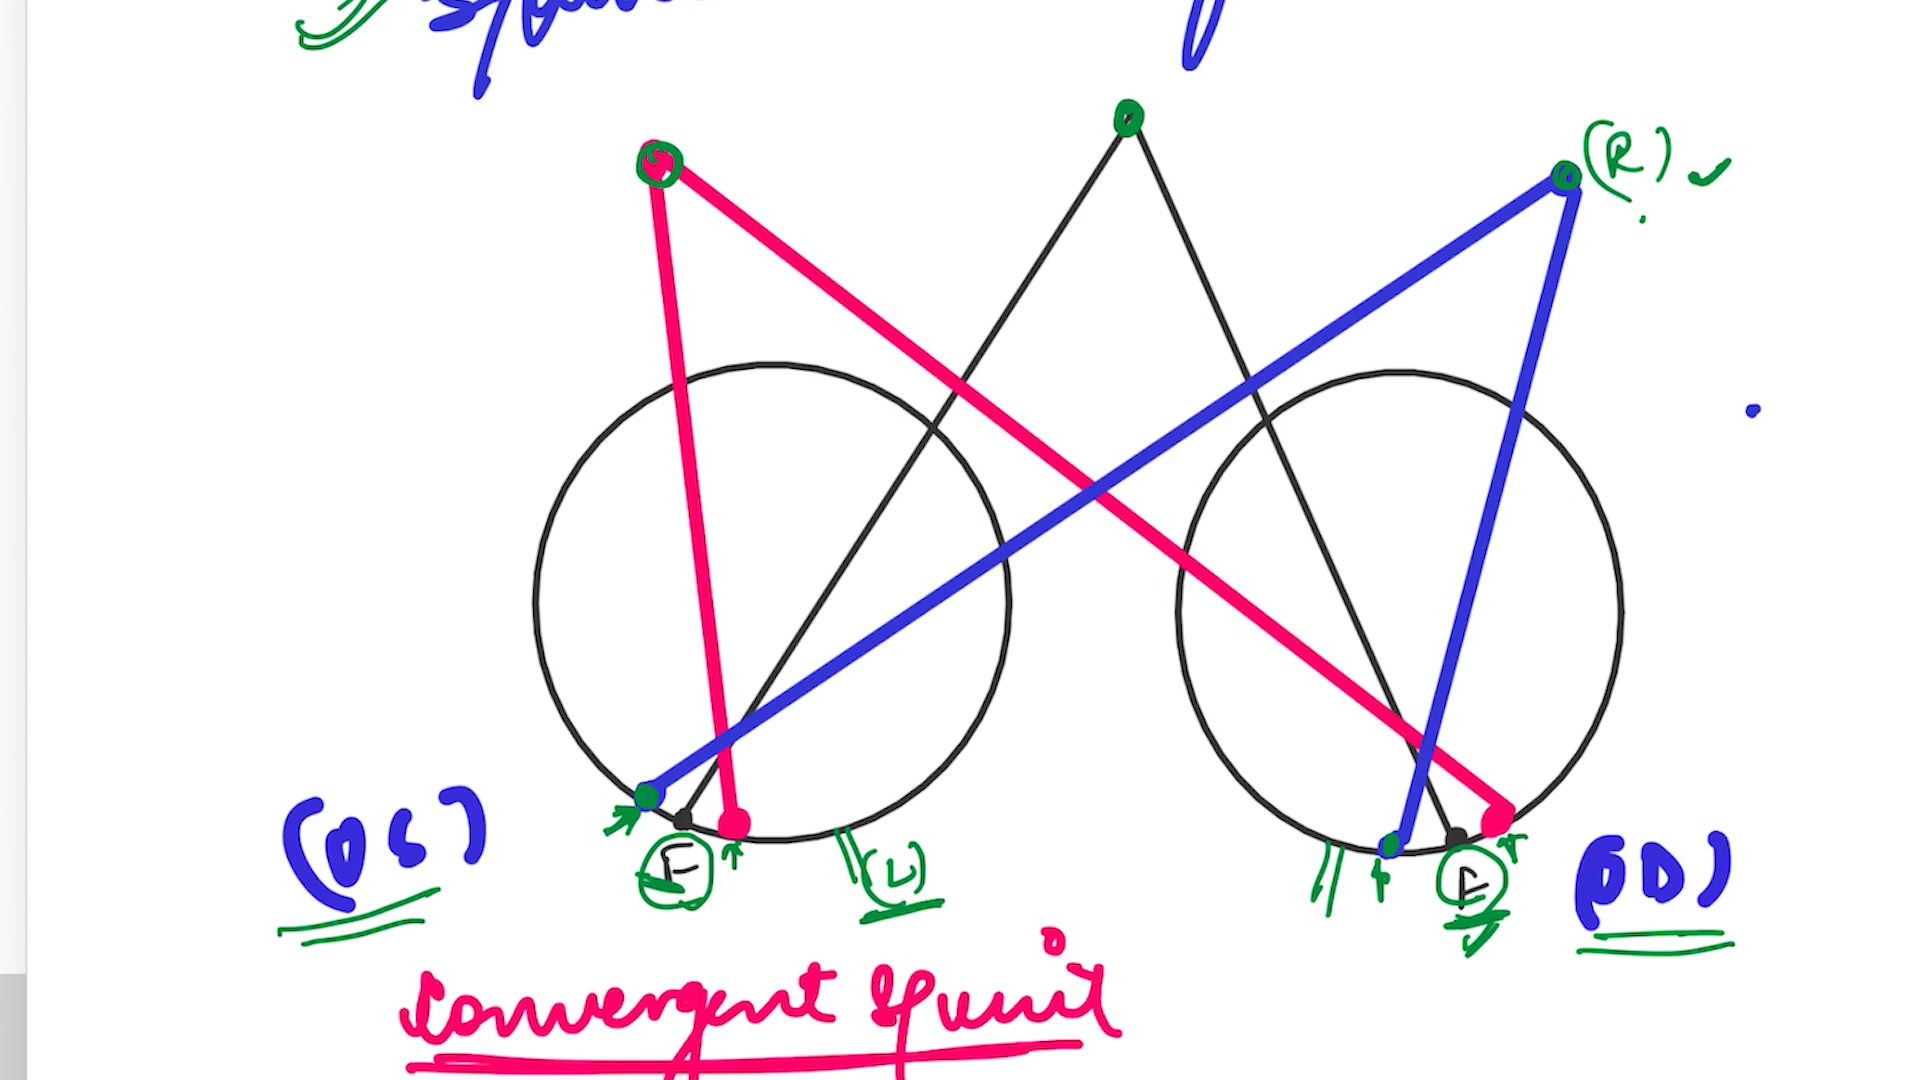 (R)
(OS)
F
(L)
F
(OD)
Convergent Squint